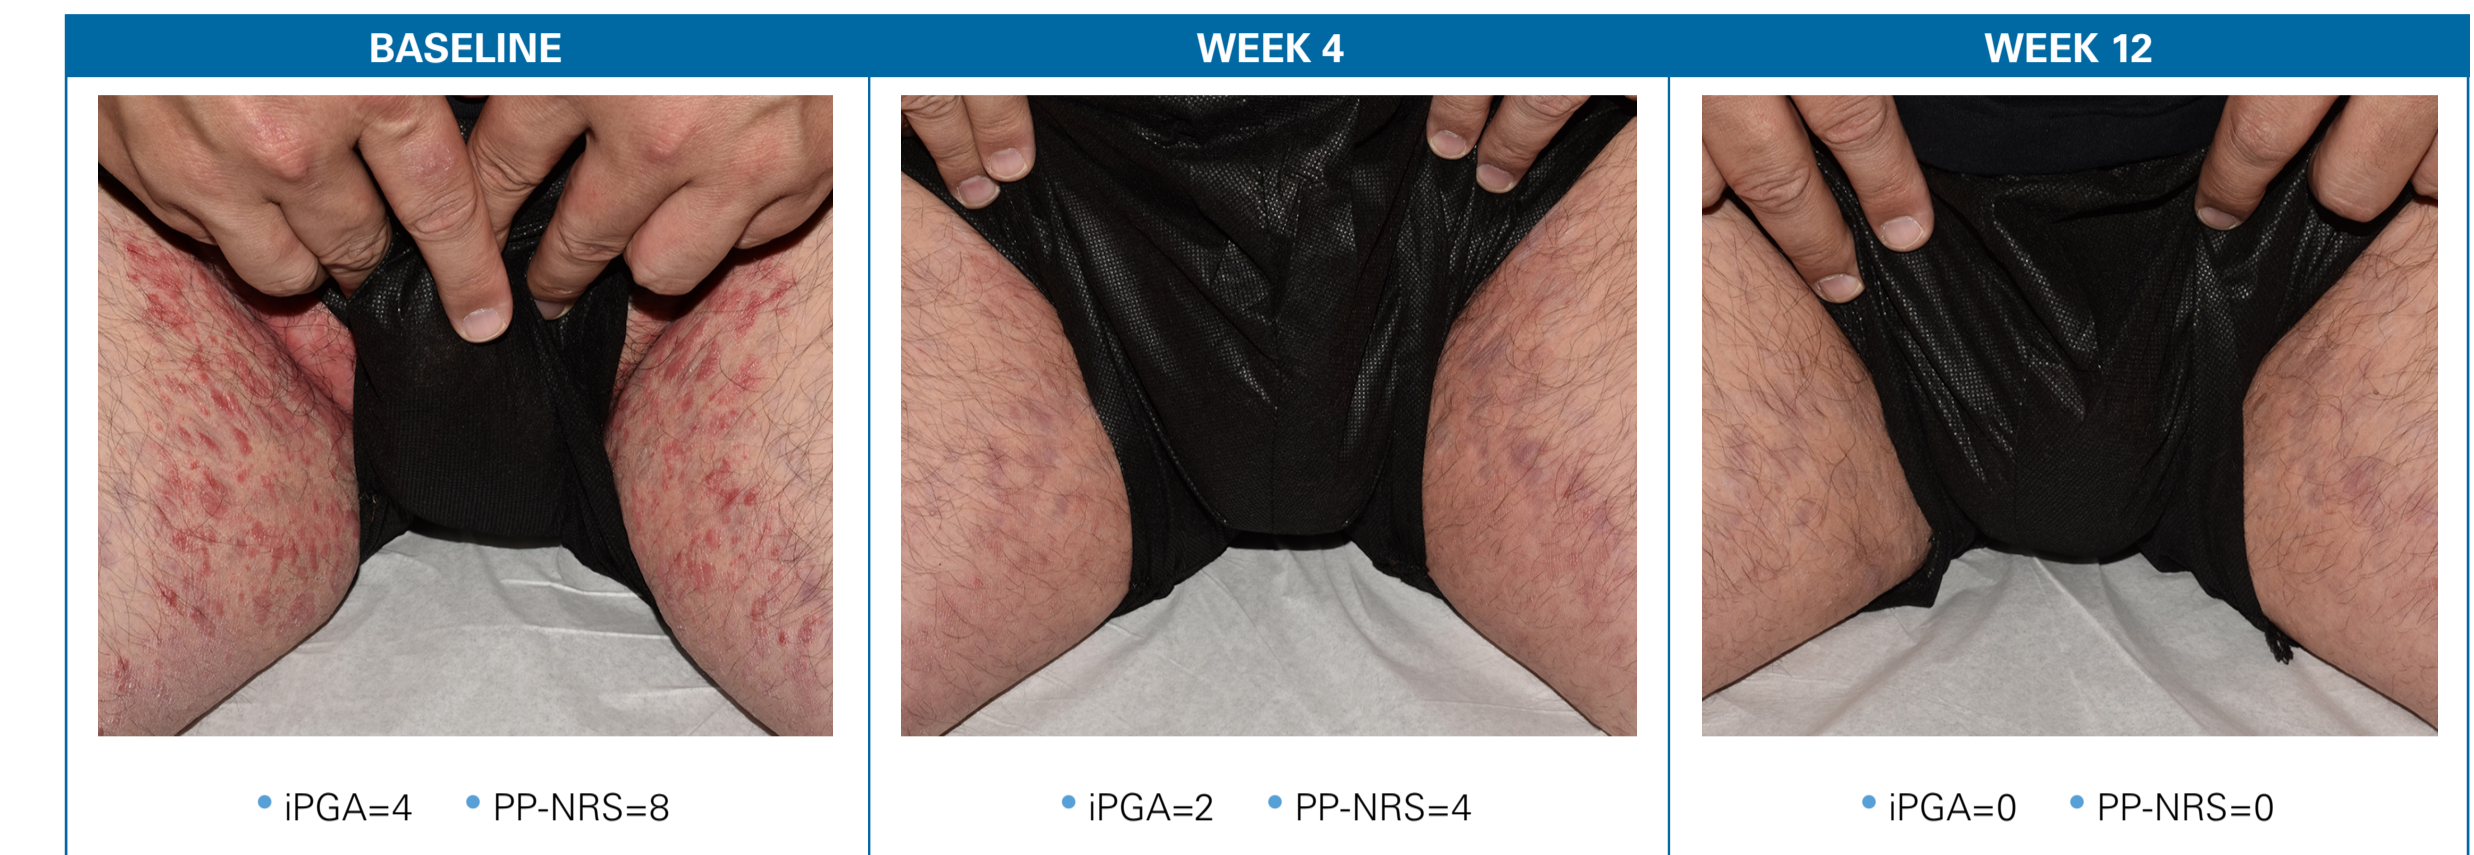 BASELINE
WEEK 4
WEEK 12
• iPGA=4 • PP-NRS=8
• iPGA=2 • PP-NRS=4
• iPGA=0 • PP-NRS=0